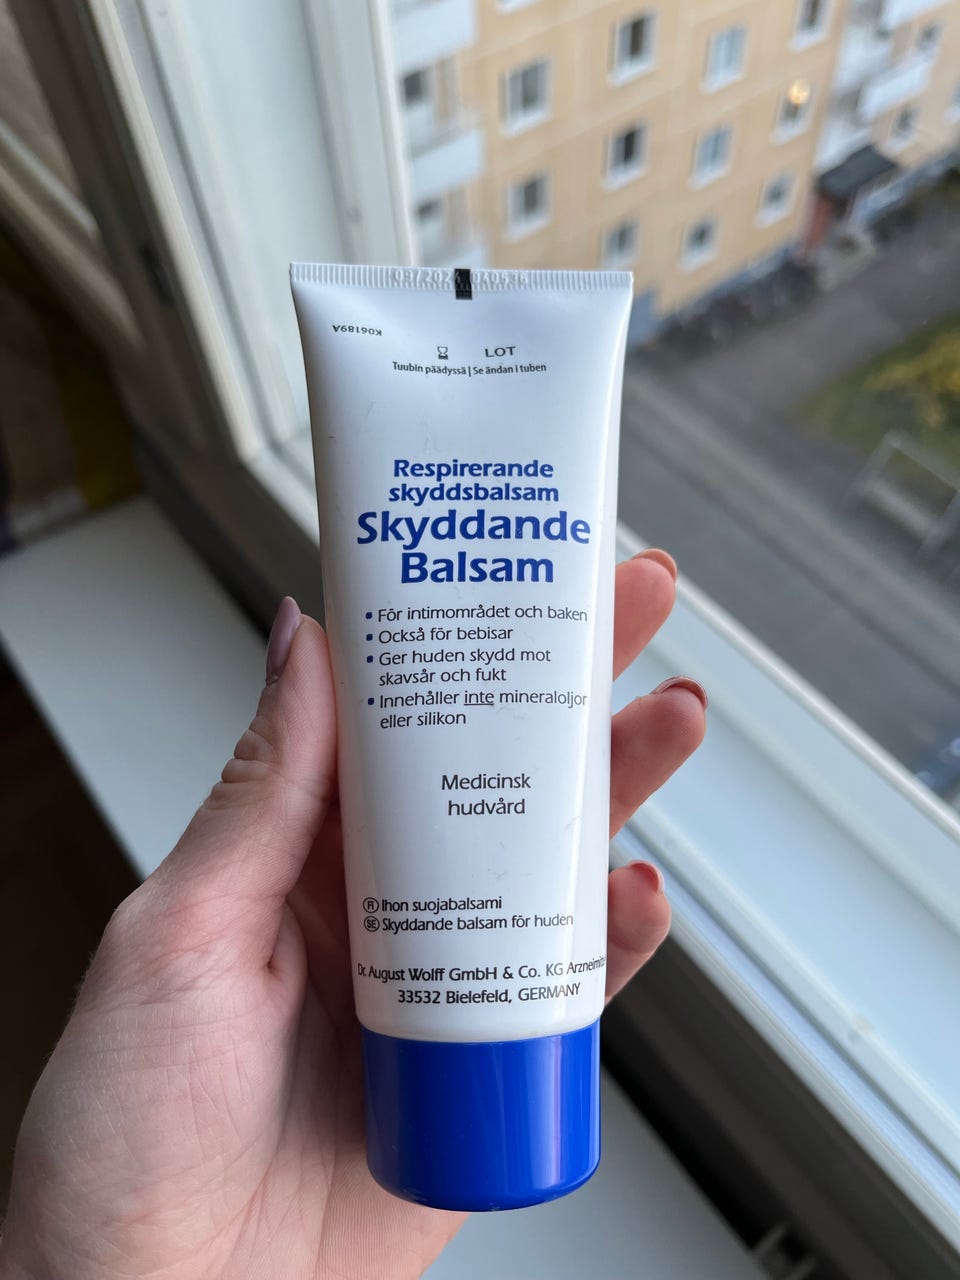 K06189A
LOT
Tuubin päädyssä | Se ändan i tuben
Respirerande
skyddsbalsam
Skyddande
Balsam
• För intimområdet och baken
• Också för bebisar
• Ger huden skydd mot
skavsår och fukt
• Innehåller inte mineraloljor
eller silikon
Medicinsk
hudvård
FI Ihon suojabalsami
SE Skyddande balsam för huden
Dr. August Wolff GmbH & Co. KG
33532 Bielefeld, GERMANY